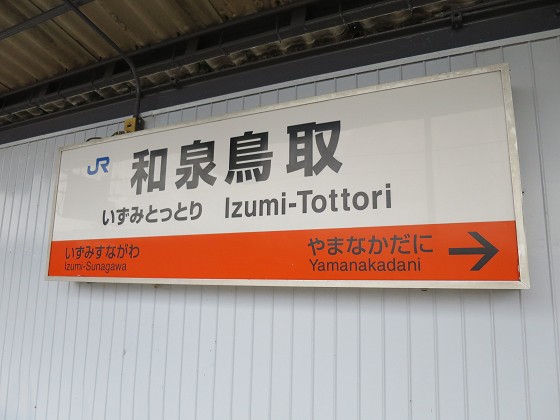 JR 和泉鳥取
いずみとっとり Izumi-Tottori
いずみすながわ やまなかだに →
Izumi-Sunagawa Yamanakadani